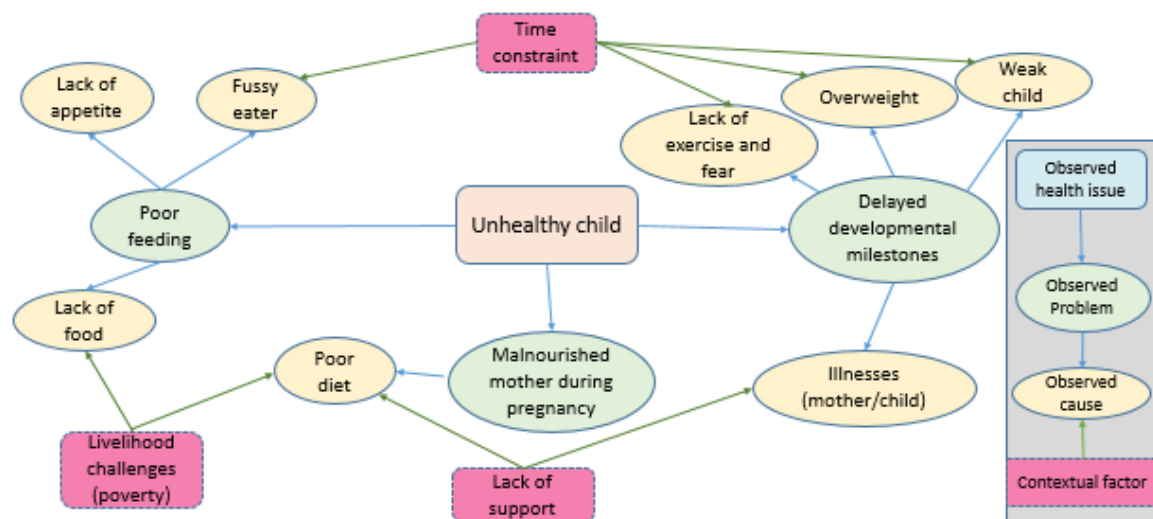 Time
constraint
Lack of
appetite
Fussy
eater
Overweight
Weak
child
Lack of
exercise and
fear
Observed
health issue
Poor
feeding
Unhealthy child
Delayed
developmental
milestones
Observed
Problem
Lack of
food
Poor
diet
Malnourished
mother during
pregnancy
Illnesses
(mother/child)
Observed
cause
Livelihood
challenges
(poverty)
Lack of
support
Contextual factor